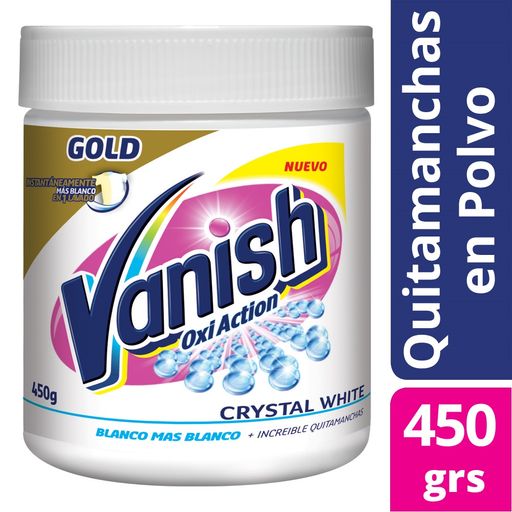 GOLD
INSTANTÁNEAMENTE
MÁS BLANCO
EN 1 LAVADO
1
NUEVO
Vanish
Oxi Action
450g
CRYSTAL WHITE
BLANCO MAS BLANCO + INCREIBLE QUITAMANCHAS
Quitamanchas
en Polvo
450
grs